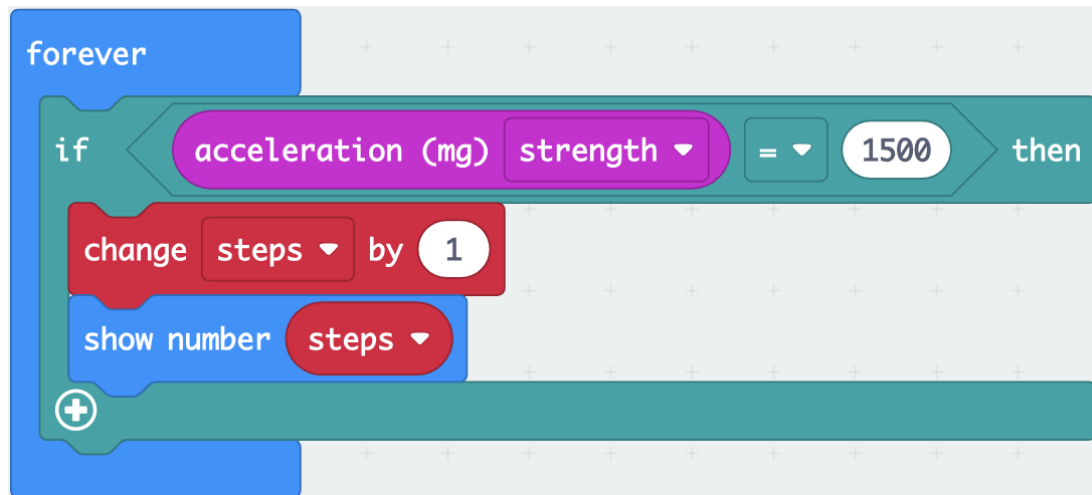 forever
if acceleration (mg) strength = 1500 then
change steps by 1
show number steps